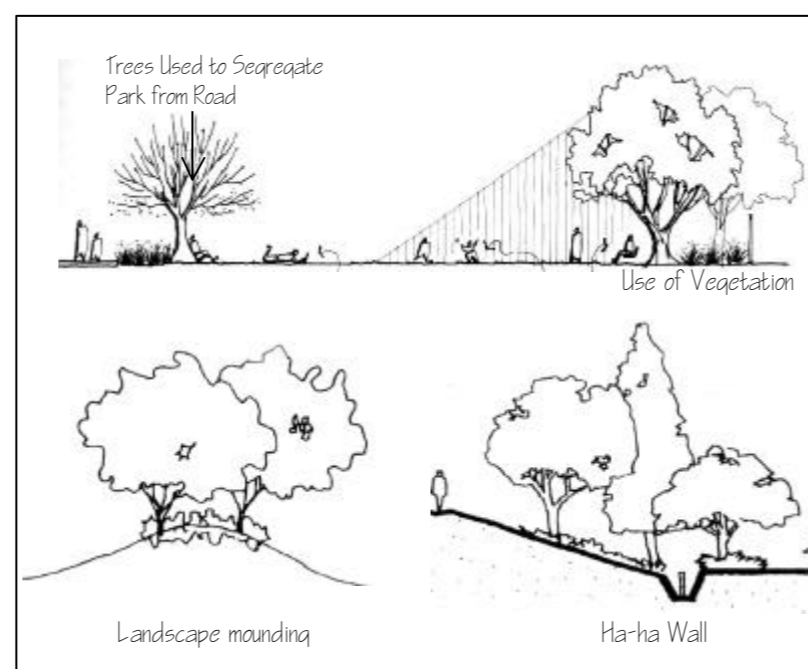 Trees Used to Segregate
Park from Road
Use of Vegetation
Landscape mounding
Ha-ha Wall